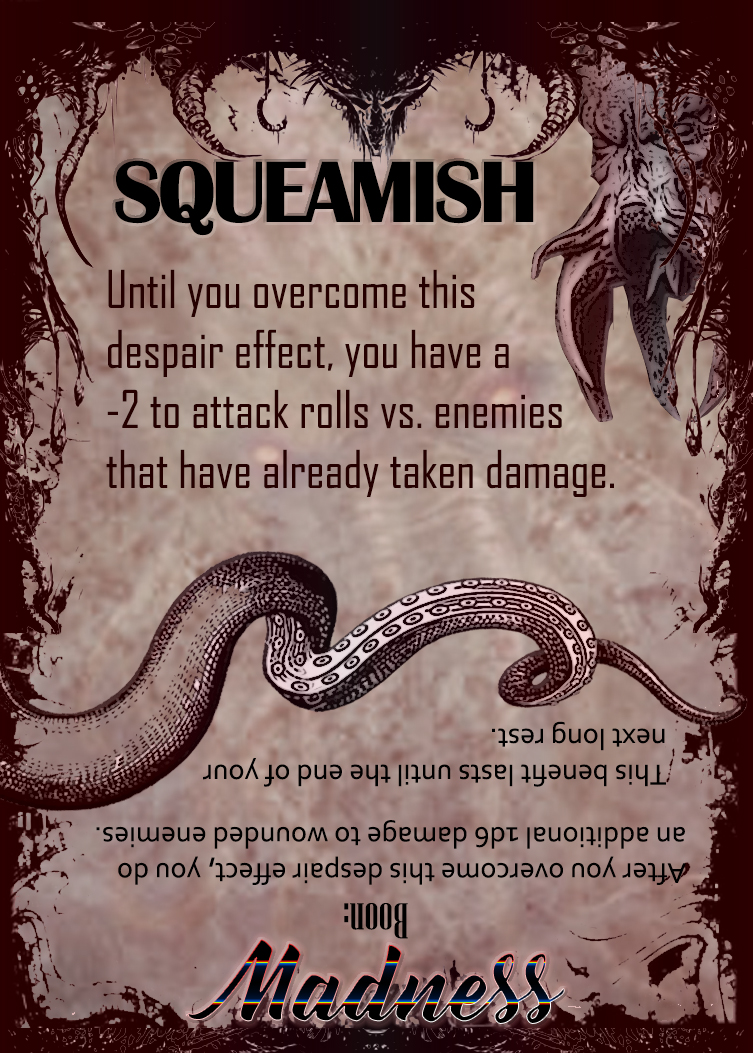 SQUEAMISH
Until you overcome this
despair effect, you have a
-2 to attack rolls vs. enemies
that have already taken damage.
Boon:
After you overcome this despair effect, you do
an additional 1d6 damage to wounded enemies.
This benefit lasts until the end of your
next long rest.
Madness